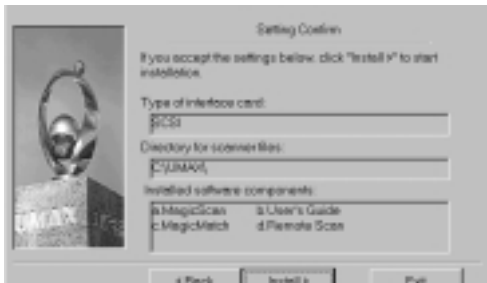 Setting Confirm
If you accept the settings below, click "Install >" to start
installation.
Type of interface card:
SCSI
Directory for scanner files:
C:\UMAX\
Installed software components:
a.MagicScan b.User's Guide
c.MagicMatch d.Remote Scan
UMAX
< Back Install > Exit